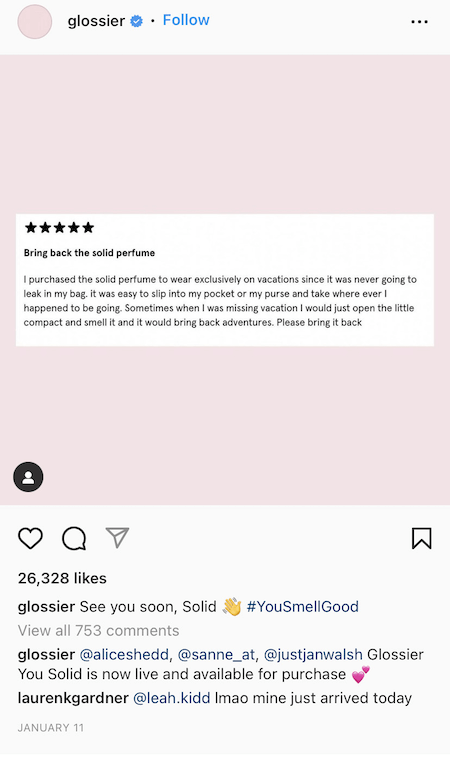 glossier • Follow
★★★★★
Bring back the solid perfume
I purchased the solid perfume to wear exclusively on vacations since it was never going to
leak in my bag. it was easy to slip into my pocket or my purse and take where ever I
happened to be going. Sometimes when I was missing vacation I would just open the little
compact and smell it and it would bring back adventures. Please bring it back
26,328 likes
glossier See you soon, Solid 👋 #YouSmellGood
View all 753 comments
glossier @aliceshedd, @sanne_at, @justjanwalsh Glossier
You Solid is now live and available for purchase 💕
laurenkgardner @leah.kidd lmao mine just arrived today
JANUARY 11